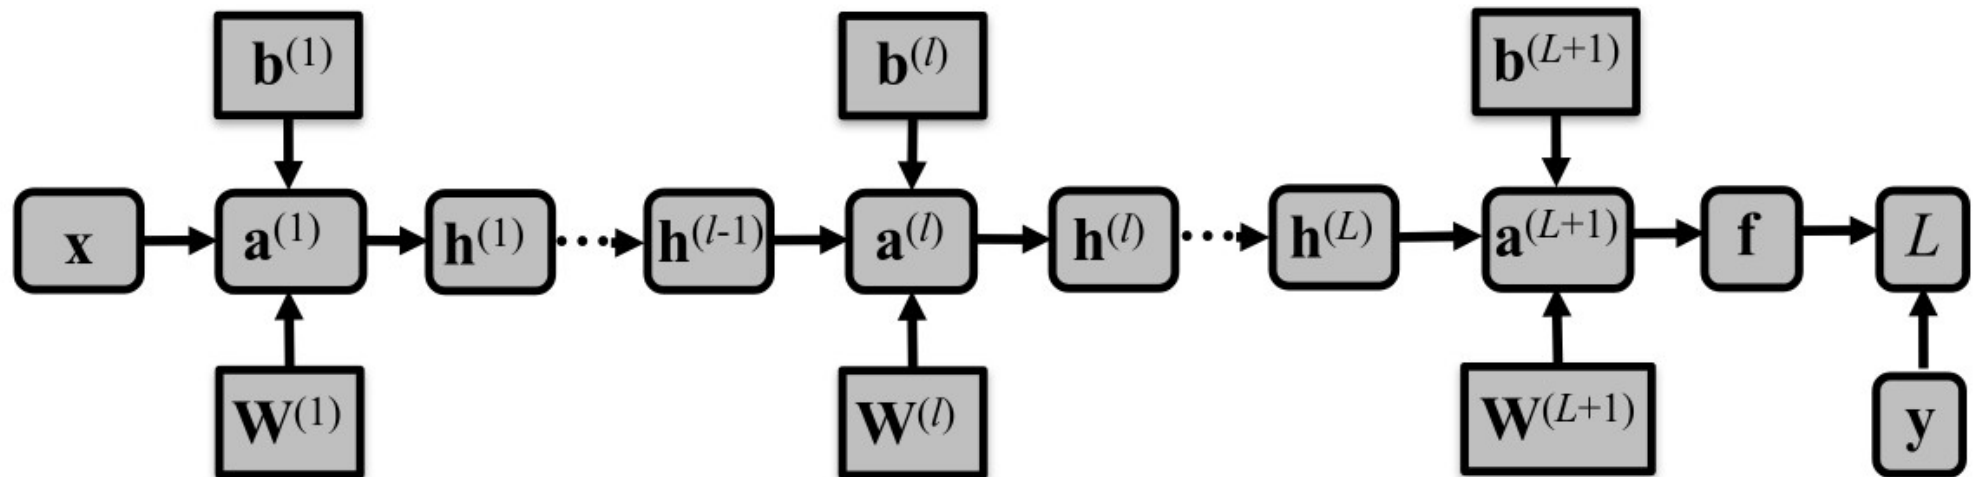 b(1) b(l) b(L+1)
x a(1) h(1) h(l-1) a(l) h(l) h(L) a(L+1) f L
W(1) W(l) W(L+1) y